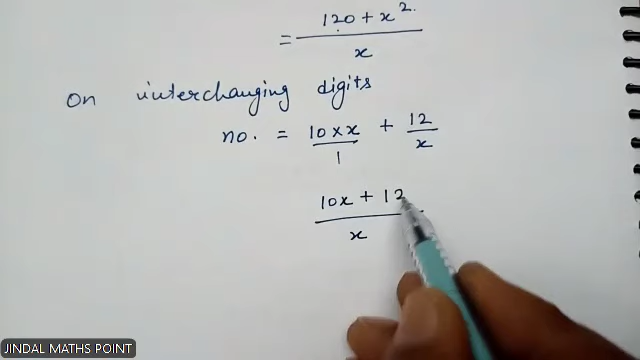 = (120 + x²)/x
On interchanging digits
no. = (10 × x)/1 + 12/x
(10x + 12)/x
JINDAL MATHS POINT